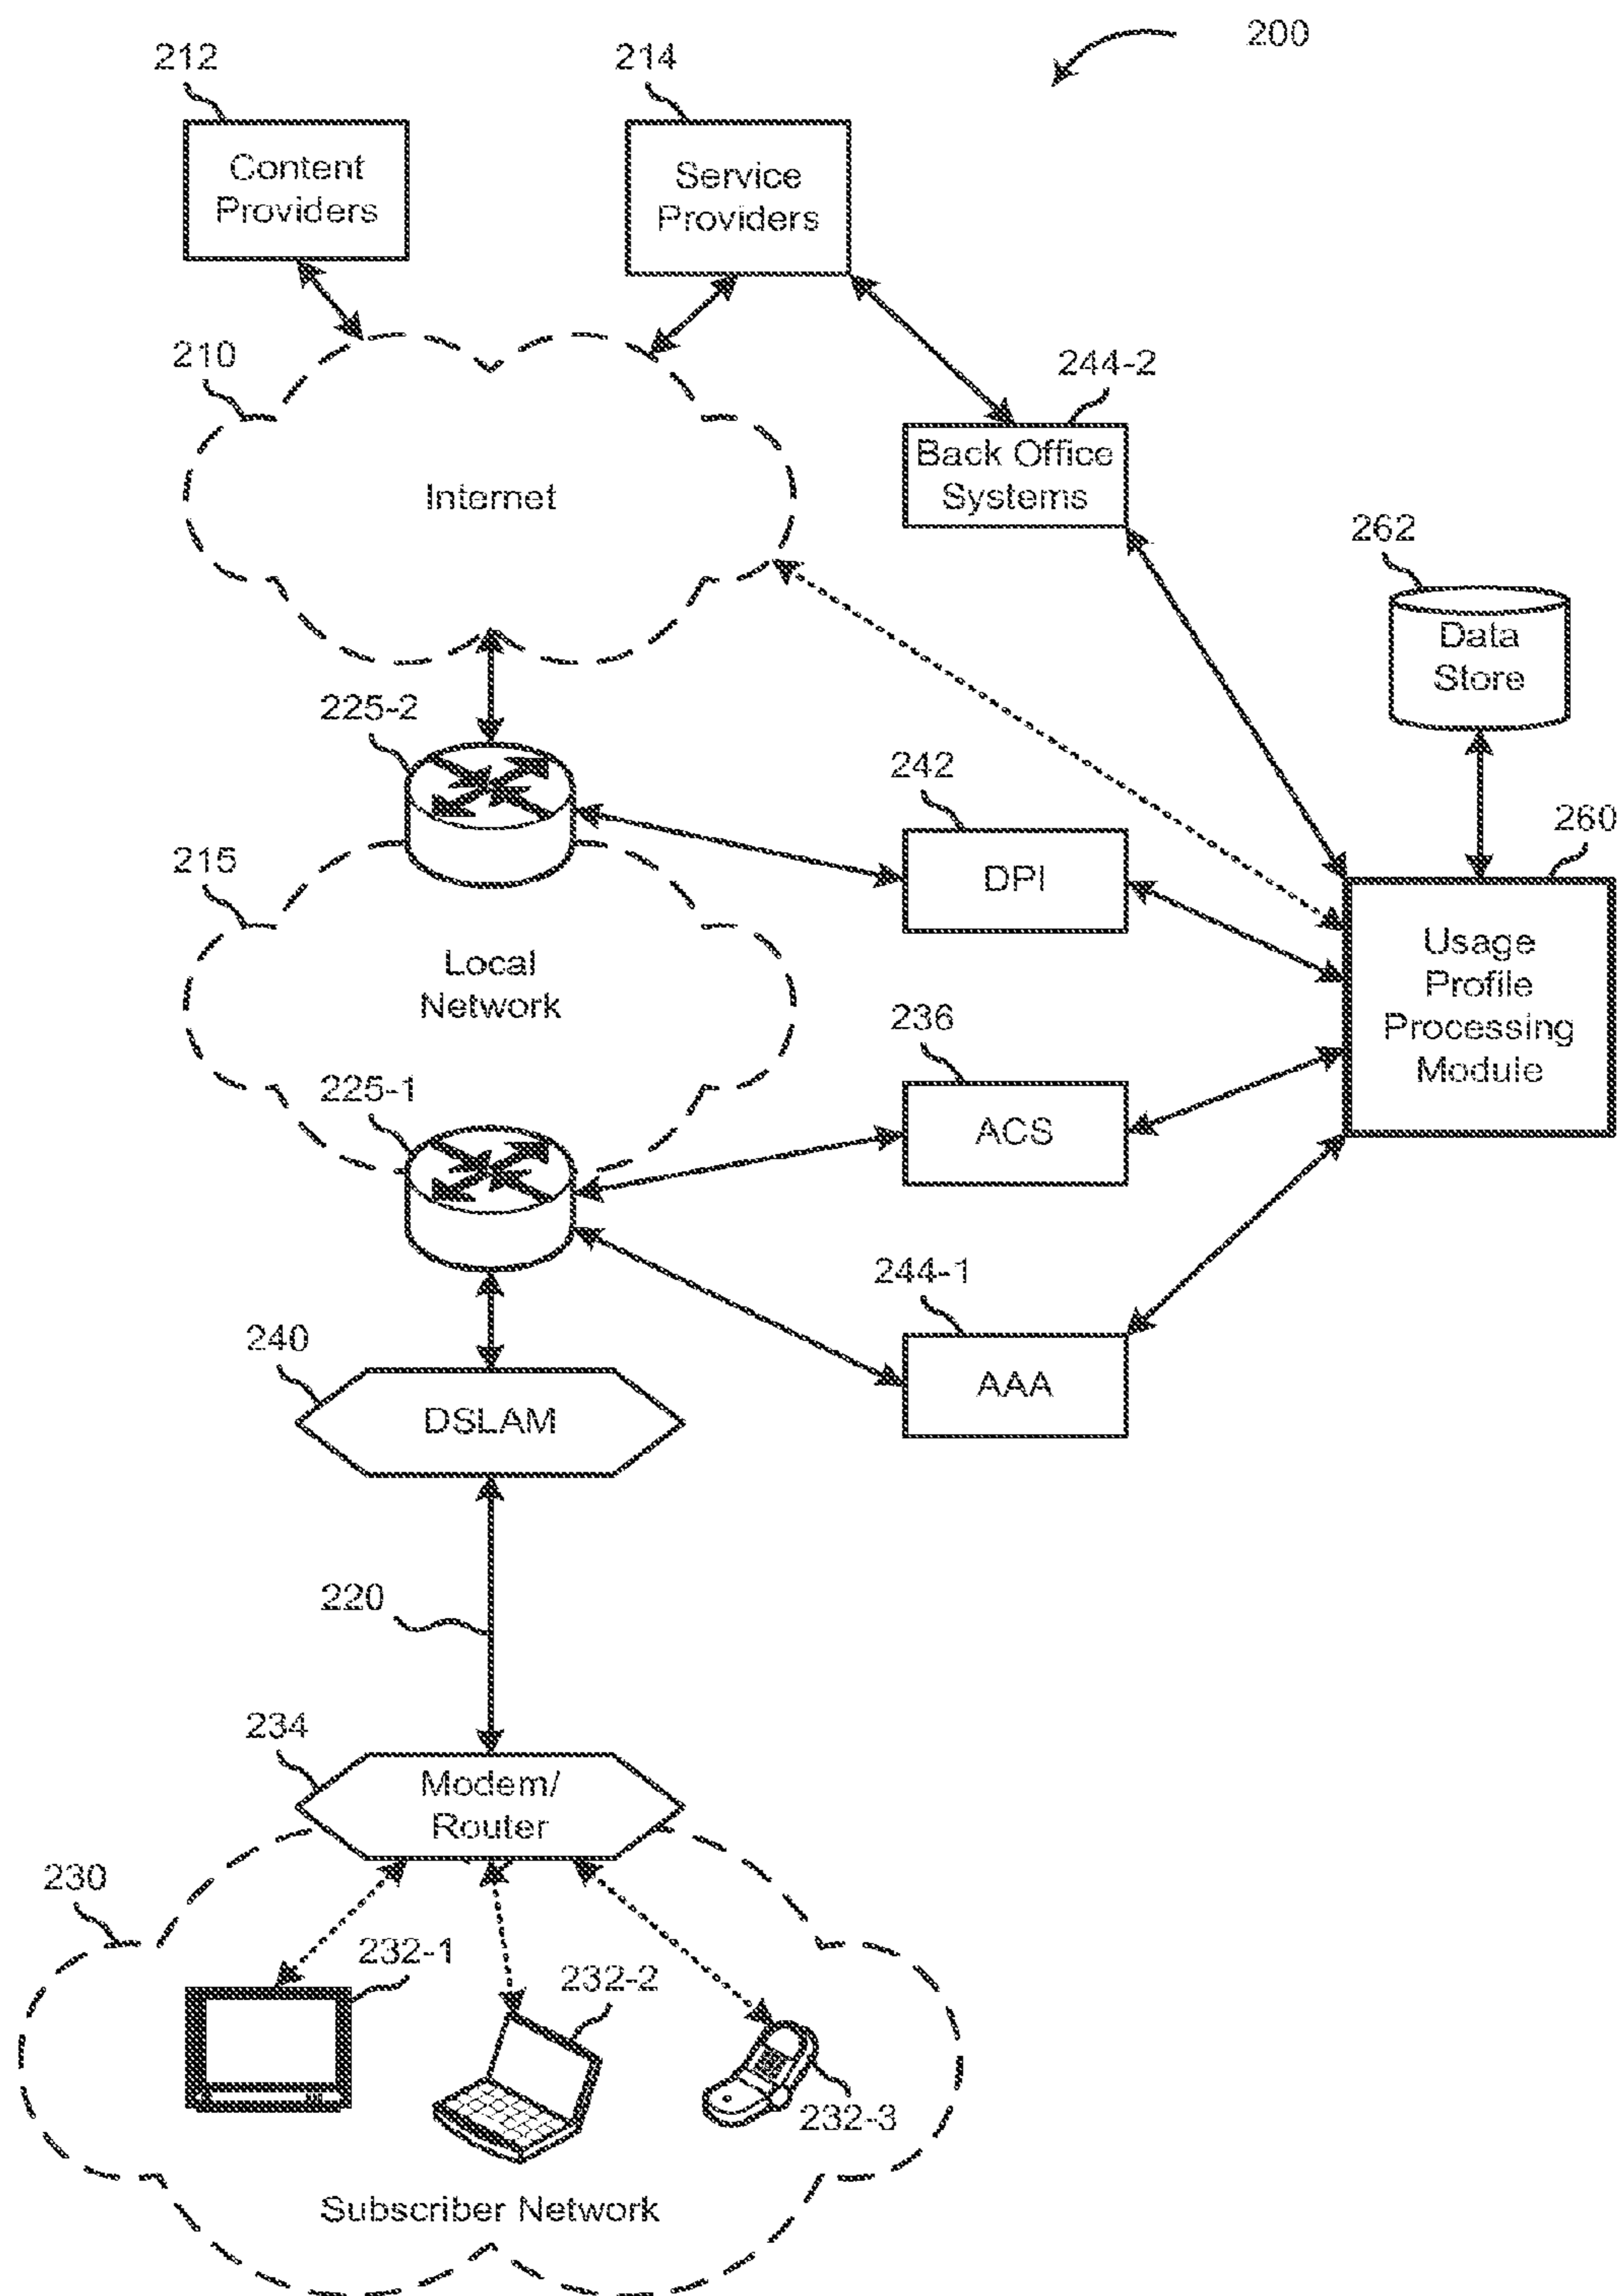 200
212
214
Content
Providers
Service
Providers
210
244-2
Internet
Back Office
Systems
262
Data
Store
225-2
242
260
215
DPI
Usage
Profile
Processing
Module
Local
Network
236
225-1
ACS
244-1
240
AAA
DSLAM
220
234
Modem/
Router
230
232-1
232-2
232-3
Subscriber Network